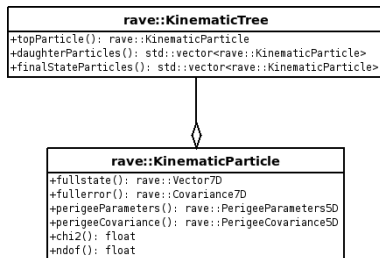 rave::KinematicTree
+topParticle(): rave::KinematicParticle
+daughterParticles(): std::vector<rave::KinematicParticle>
+finalStateParticles(): std::vector<rave::KinematicParticle>
rave::KinematicParticle
+fullstate(): rave::Vector7D
+fullerror(): rave::Covariance7D
+perigeeParameters(): rave::PerigeeParameters5D
+perigeeCovariance(): rave::PerigeeCovariance5D
+chi2(): float
+ndof(): float